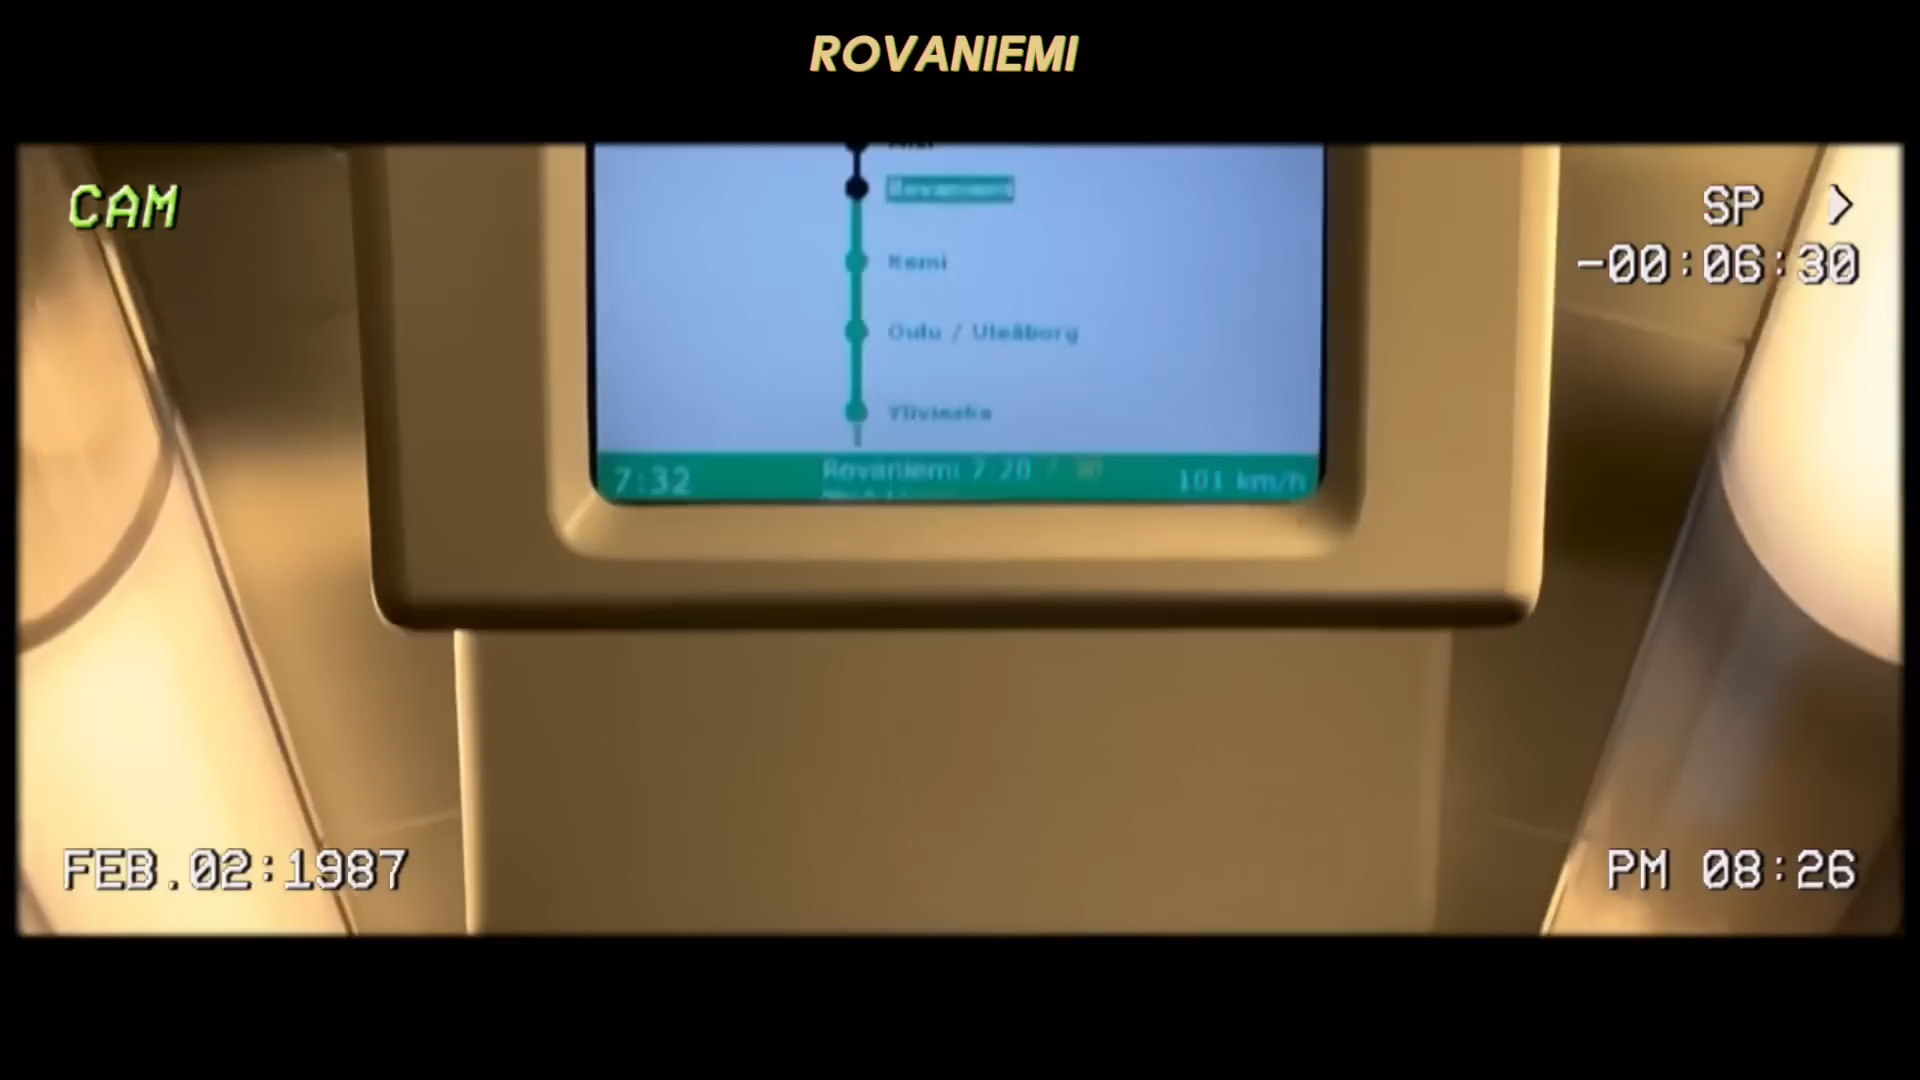 ROVANIEMI
CAM
SP
-00:06:30
Rovaniemi
Kemi
Oulu / Uleåborg
Ylivieska
7:32
Rovaniemi 7 20 /
101 km/h
FEB.02:1987
PM 08:26